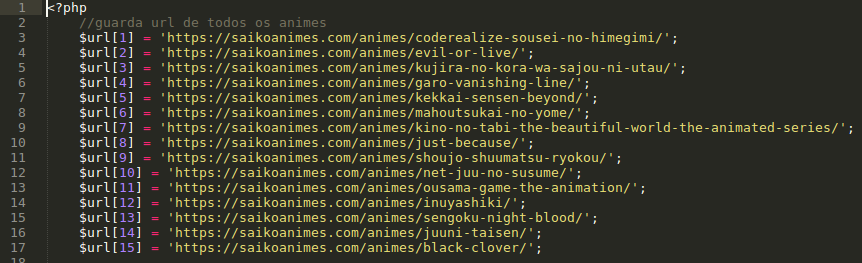 1 <?php
2 //guarda url de todos os animes
3 $url[1] = 'https://saikoanimes.com/animes/coderealize-sousei-no-himegimi/';
4 $url[2] = 'https://saikoanimes.com/animes/evil-or-live/';
5 $url[3] = 'https://saikoanimes.com/animes/kujira-no-kora-wa-sajou-ni-utau/';
6 $url[4] = 'https://saikoanimes.com/animes/garo-vanishing-line/';
7 $url[5] = 'https://saikoanimes.com/animes/kekkai-sensen-beyond/';
8 $url[6] = 'https://saikoanimes.com/animes/mahoutsukai-no-yome/';
9 $url[7] = 'https://saikoanimes.com/animes/kino-no-tabi-the-beautiful-world-the-animated-series/';
10 $url[8] = 'https://saikoanimes.com/animes/just-because/';
11 $url[9] = 'https://saikoanimes.com/animes/shoujo-shuumatsu-ryokou/';
12 $url[10] = 'https://saikoanimes.com/animes/net-juu-no-susume/';
13 $url[11] = 'https://saikoanimes.com/animes/ousama-game-the-animation/';
14 $url[12] = 'https://saikoanimes.com/animes/inuyashiki/';
15 $url[13] = 'https://saikoanimes.com/animes/sengoku-night-blood/';
16 $url[14] = 'https://saikoanimes.com/animes/juuni-taisen/';
17 $url[15] = 'https://saikoanimes.com/animes/black-clover/';
18